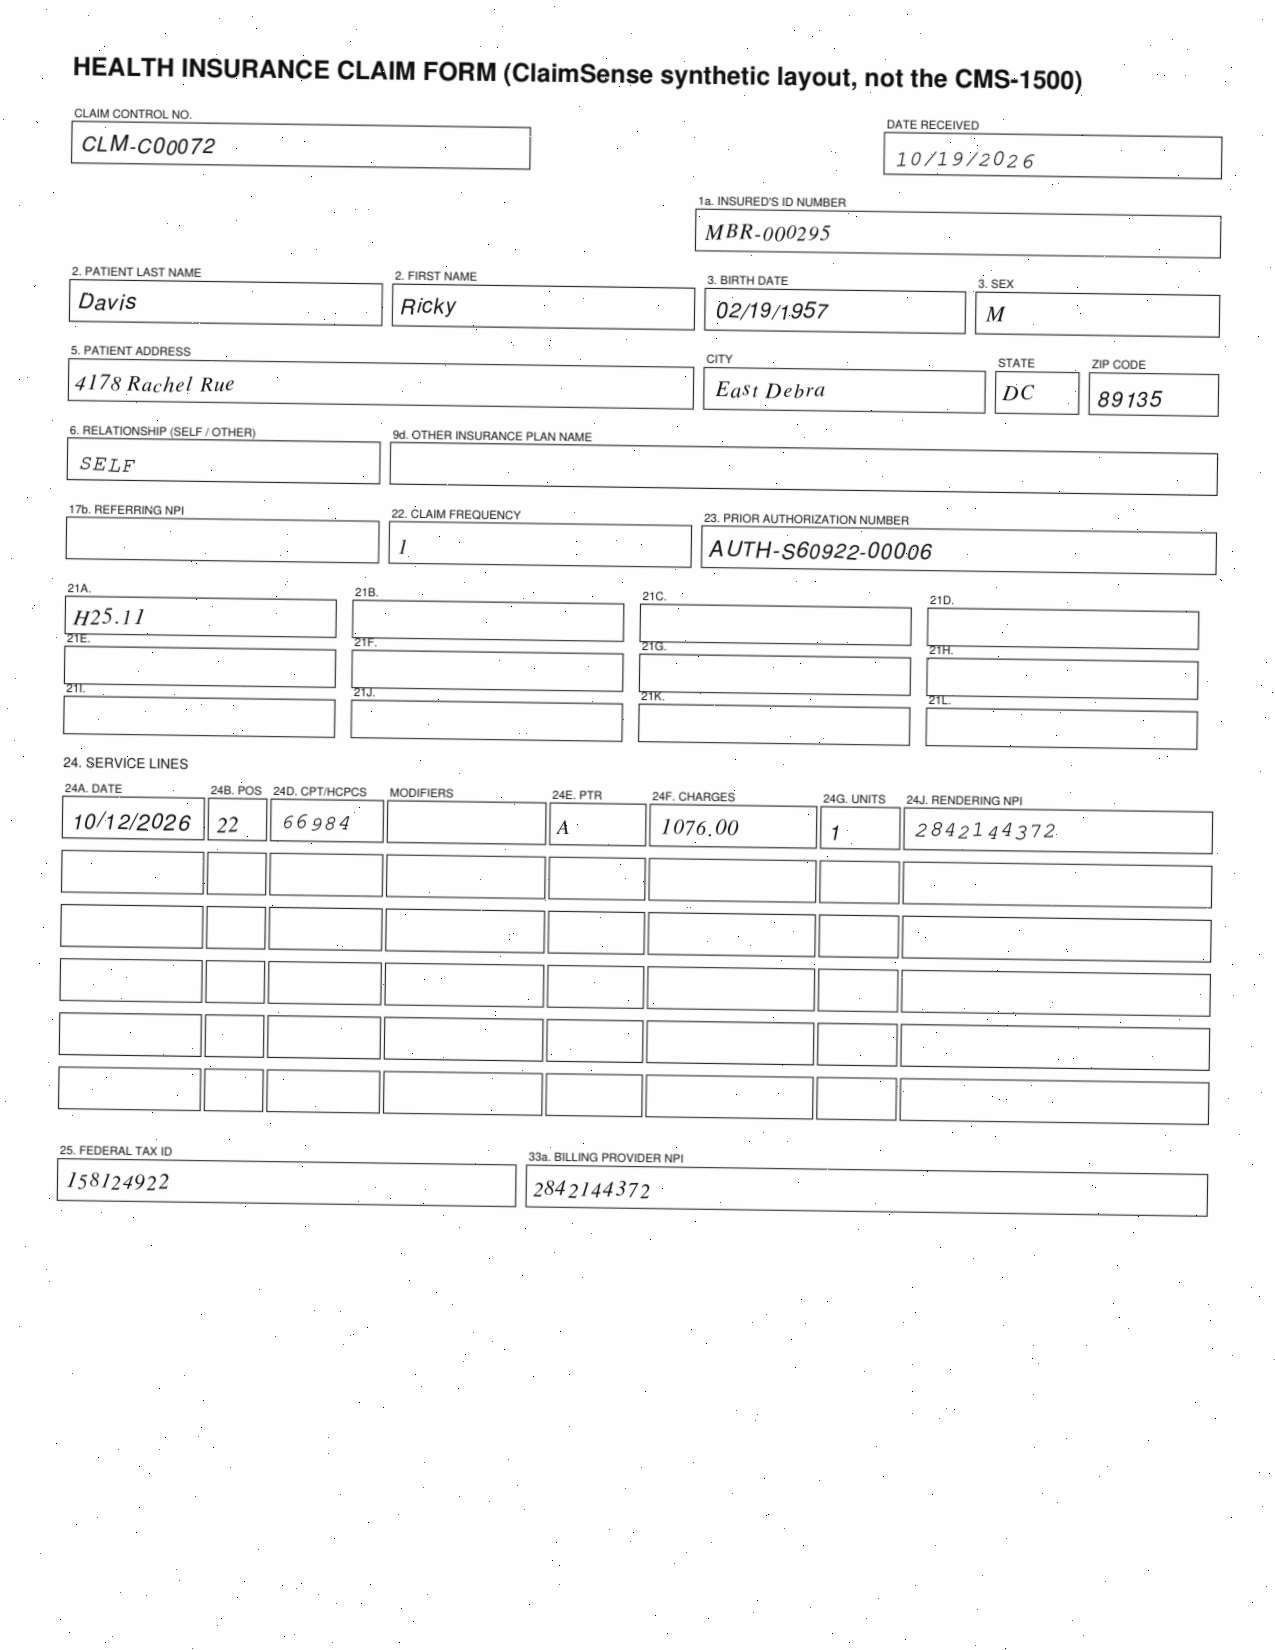 HEALTH INSURANCE CLAIM FORM (ClaimSense synthetic layout, not the CMS-1500)
CLAIM CONTROL NO.
CLM-C00072
DATE RECEIVED
10/19/2026
1a. INSURED'S ID NUMBER
MBR-000295
2. PATIENT LAST NAME 2. FIRST NAME 3. BIRTH DATE 3. SEX
Davis Ricky 02/19/1957 M
5. PATIENT ADDRESS CITY STATE ZIP CODE
4178 Rachel Rue East Debra DC 89135
6. RELATIONSHIP (SELF / OTHER) 9d. OTHER INSURANCE PLAN NAME
SELF
17b. REFERRING NPI 22. CLAIM FREQUENCY 23. PRIOR AUTHORIZATION NUMBER
1 AUTH-S60922-00006
21A. 21B. 21C. 21D.
H25.11
21E. 21F. 21G. 21H.
21I. 21J. 21K. 21L.
24. SERVICE LINES
24A. DATE 24B. POS 24D. CPT/HCPCS MODIFIERS 24E. PTR 24F. CHARGES 24G. UNITS 24J. RENDERING NPI
10/12/2026 22 66984 A 1076.00 1 2842144372
25. FEDERAL TAX ID 33a. BILLING PROVIDER NPI
158124922 2842144372